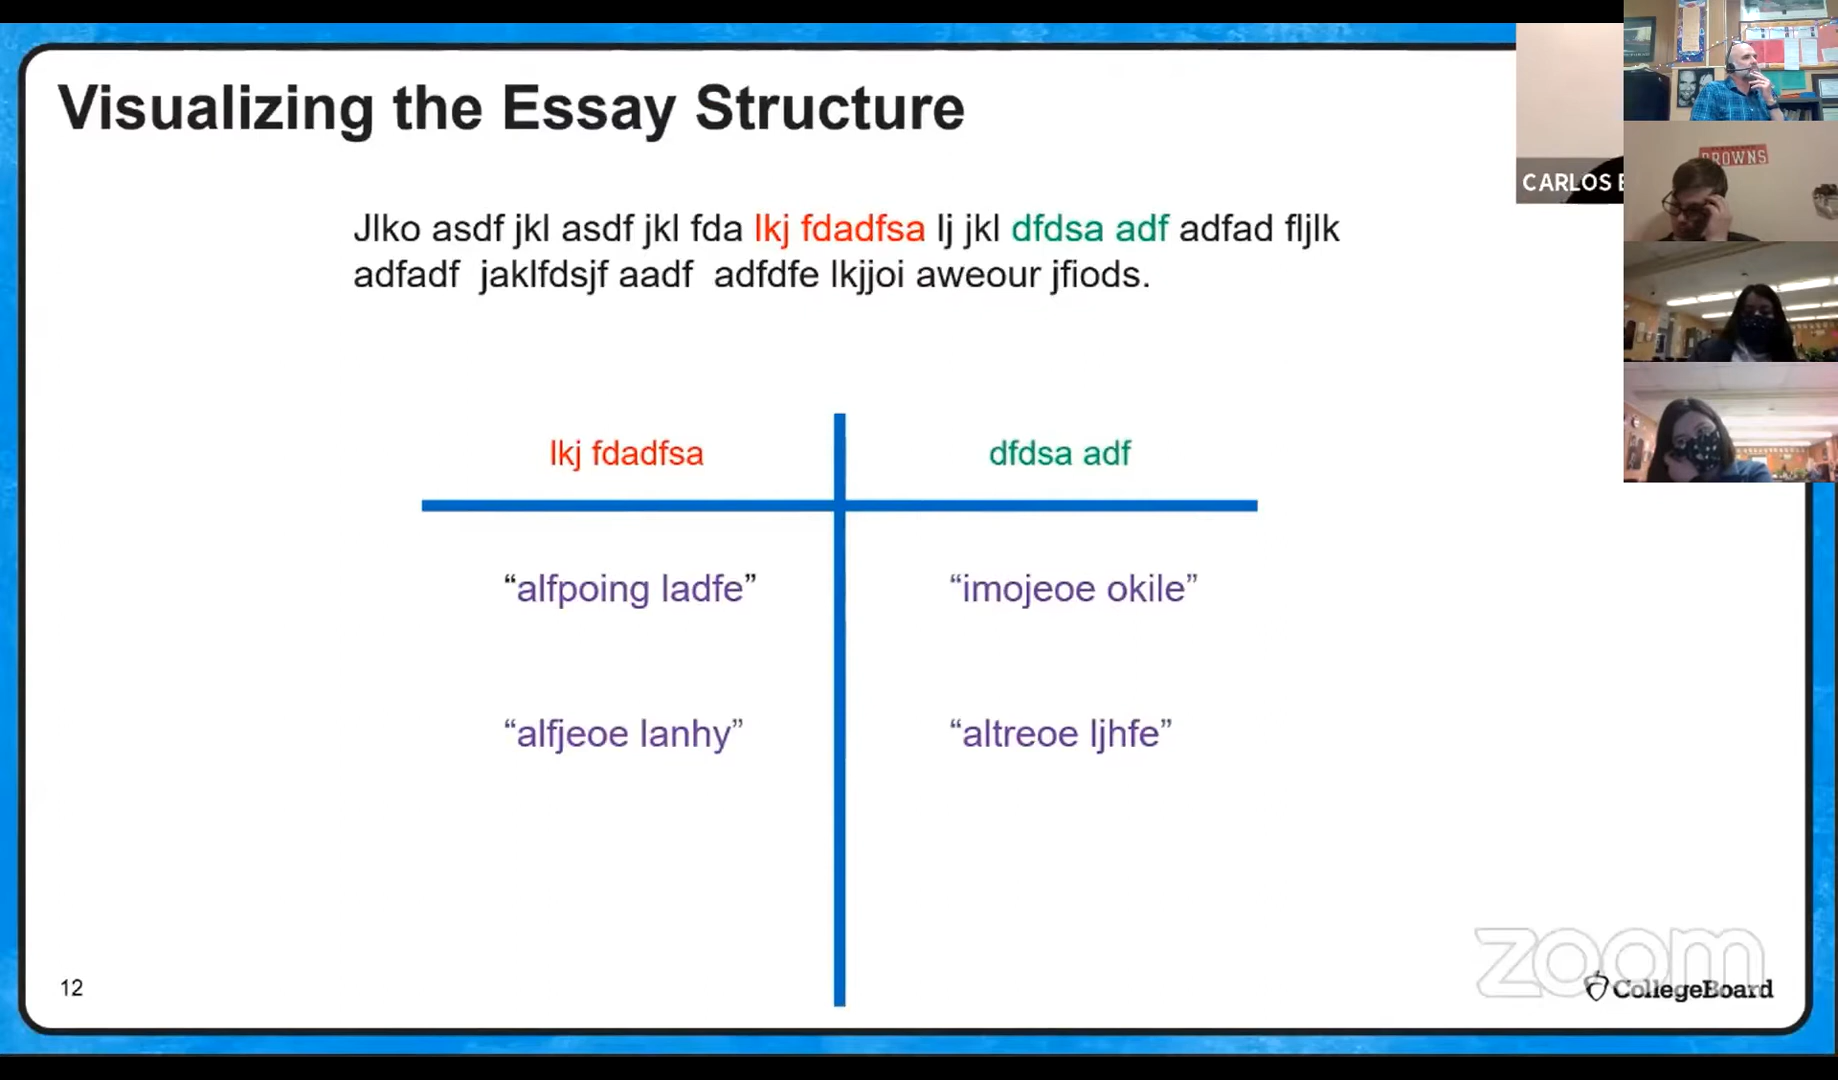 Visualizing the Essay Structure
CARLOS E
BROWNS
Jlko asdf jkl asdf jkl fda lkj fdadfsa lj jkl dfdsa adf adfad fljlk
adfadf jaklfdsjf aadf adfdfe lkjjoi aweour jfiods.
lkj fdadfsa dfdsa adf
“alfpoing ladfe” “imojeoe okile”
“alfjeoe lanhy” “altreoe ljhfe”
zoom
12 CollegeBoard